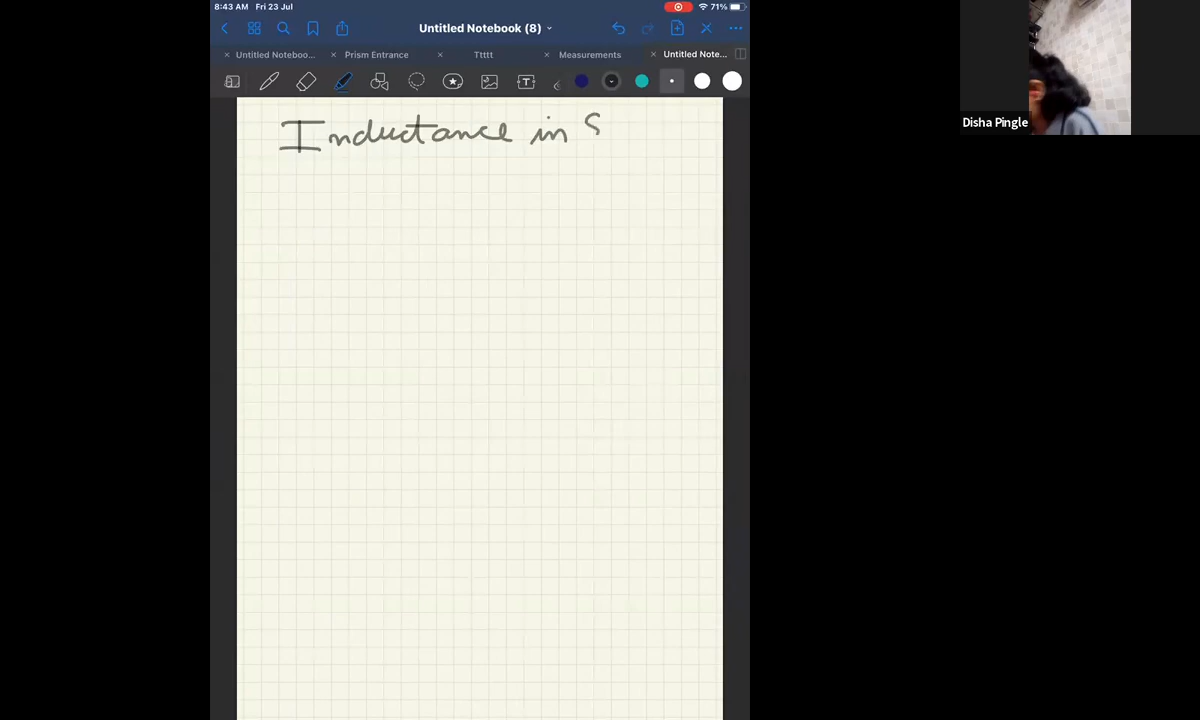 8:43 AM Fri 23 Jul 71%
Untitled Notebook (8)
Untitled Noteboo... Prism Entrance Ttttt Measurements Untitled Note...
T
Inductance in S
Disha Pingle